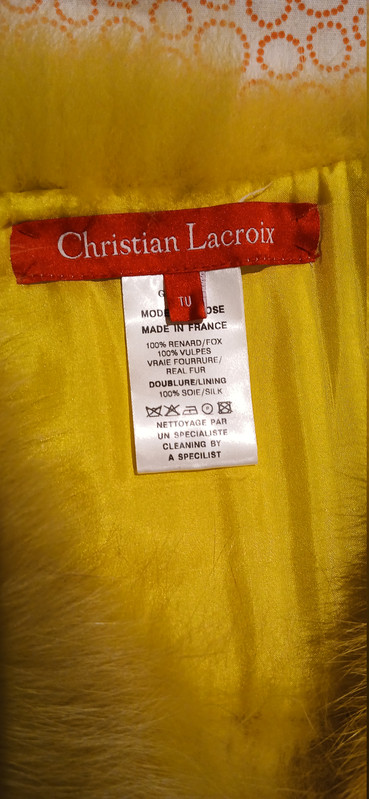 Christian Lacroix
TU
MADE IN FRANCE
100% RENARD/FOX
100% VULPES
VRAIE FOURRURE/
REAL FUR
DOUBLURE/LINING
100% SOIE/SILK
NETTOYAGE PAR
UN SPECIALISTE
CLEANING BY
A SPECILIST